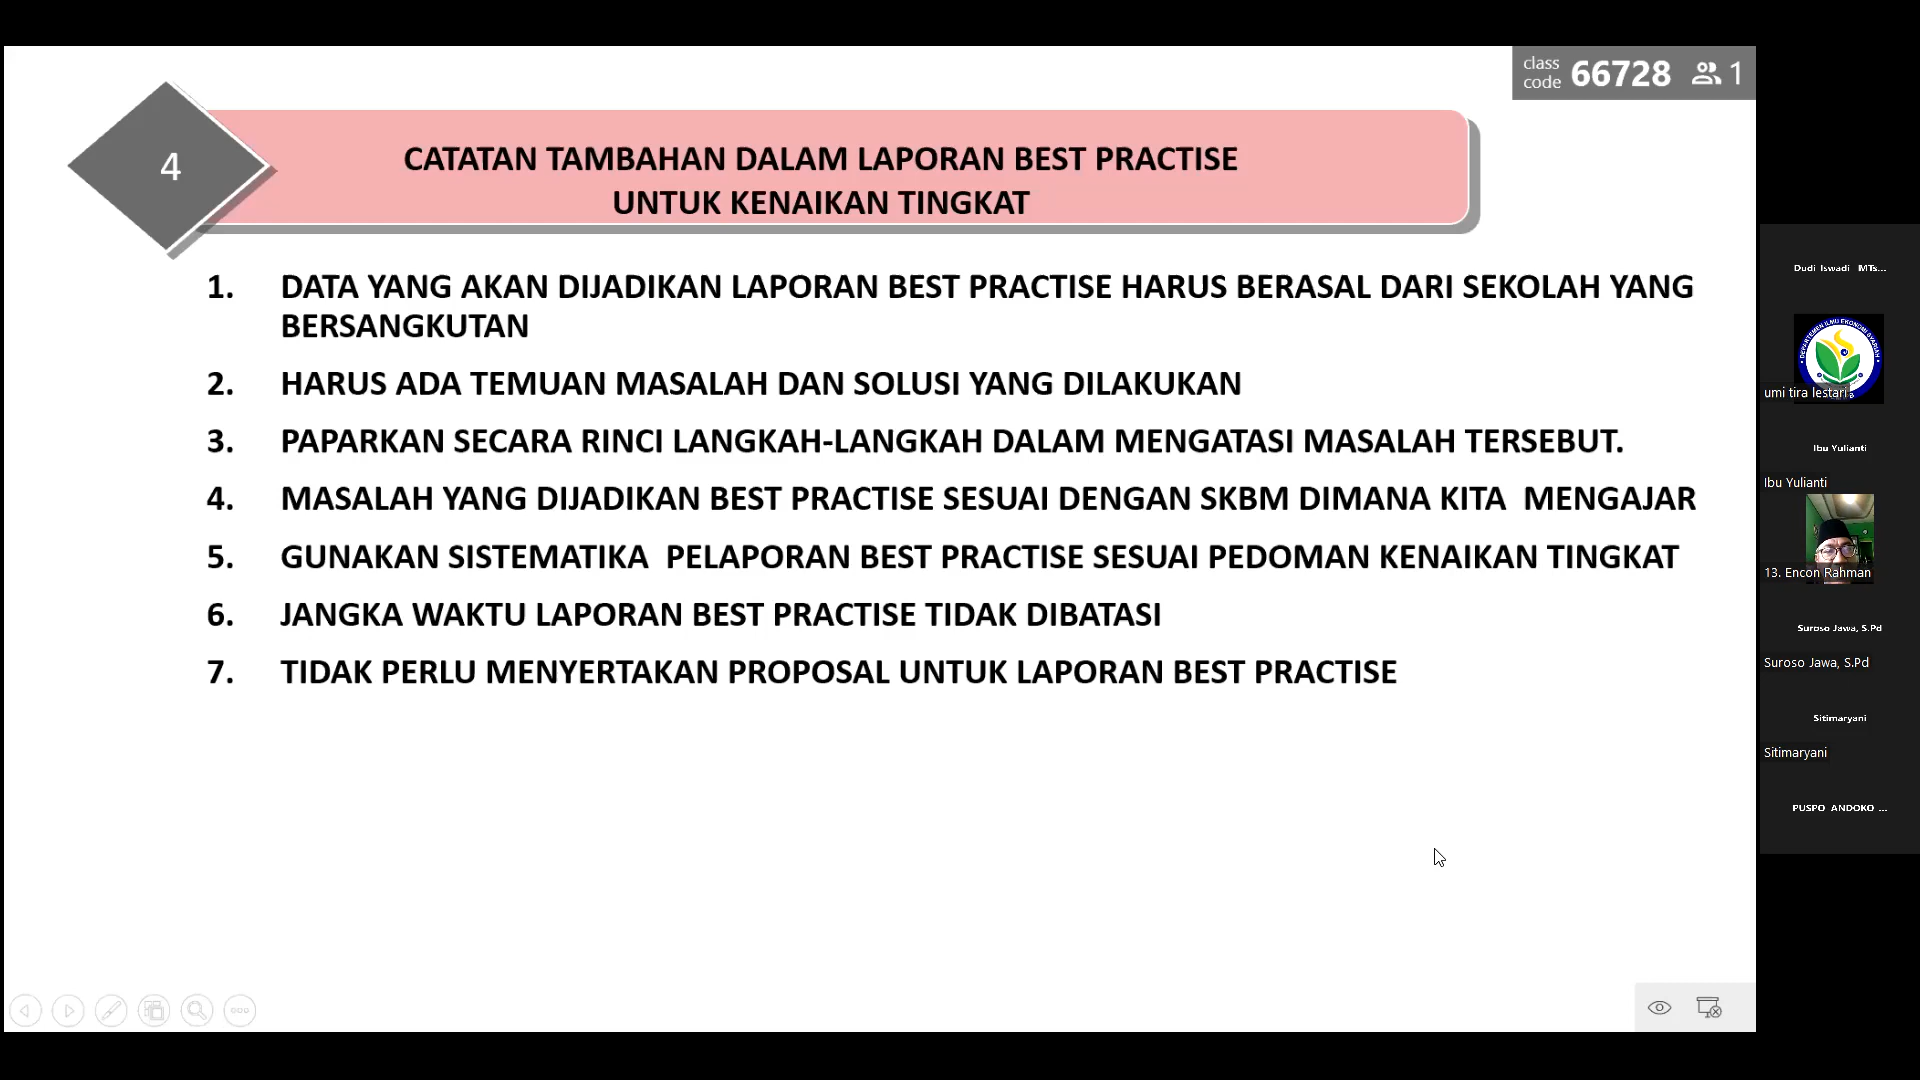 class
code 66728 1
4
CATATAN TAMBAHAN DALAM LAPORAN BEST PRACTISE
UNTUK KENAIKAN TINGKAT
1. DATA YANG AKAN DIJADIKAN LAPORAN BEST PRACTISE HARUS BERASAL DARI SEKOLAH YANG
BERSANGKUTAN
2. HARUS ADA TEMUAN MASALAH DAN SOLUSI YANG DILAKUKAN
3. PAPARKAN SECARA RINCI LANGKAH-LANGKAH DALAM MENGATASI MASALAH TERSEBUT.
4. MASALAH YANG DIJADIKAN BEST PRACTISE SESUAI DENGAN SKBM DIMANA KITA MENGAJAR
5. GUNAKAN SISTEMATIKA PELAPORAN BEST PRACTISE SESUAI PEDOMAN KENAIKAN TINGKAT
6. JANGKA WAKTU LAPORAN BEST PRACTISE TIDAK DIBATASI
7. TIDAK PERLU MENYERTAKAN PROPOSAL UNTUK LAPORAN BEST PRACTISE
Dudi Iswadi MTs...
DEPARTEMEN ILMU EKONOMI SYARIAH
umi tira lestari
Ibu Yulianti
Ibu Yulianti
13. Encon Rahman
Suroso Jawa, S.Pd
Suroso Jawa, S.Pd
Sitimaryani
Sitimaryani
PUSPO ANDOKO ...